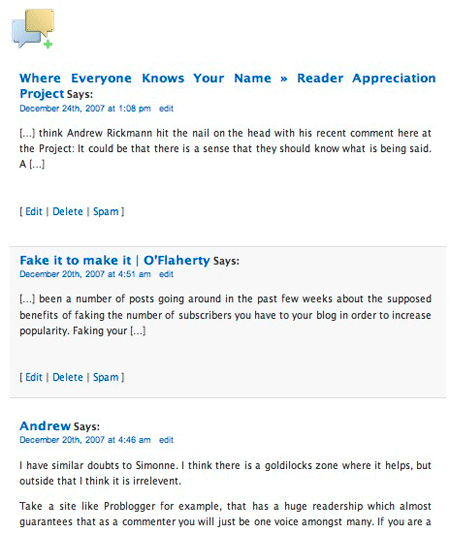 Where Everyone Knows Your Name » Reader Appreciation
Project Says:
December 24th, 2007 at 1:08 pm edit
[...] think Andrew Rickmann hit the nail on the head with his recent comment here at
the Project: It could be that there is a sense that they should know what is being said.
A [...]
[ Edit | Delete | Spam ]
Fake it to make it | O'Flaherty Says:
December 20th, 2007 at 4:51 am edit
[...] been a number of posts going around in the past few weeks about the supposed
benefits of faking the number of subscribers you have to your blog in order to increase
popularity. Faking your [...]
[ Edit | Delete | Spam ]
Andrew Says:
December 20th, 2007 at 4:46 am edit
I have similar doubts to Simonne. I think there is a goldilocks zone where it helps, but
outside that I think it is irrelevent.
Take a site like Problogger for example, that has a huge readership which almost
guarantees that as a commenter you will just be one voice amongst many. If you are a